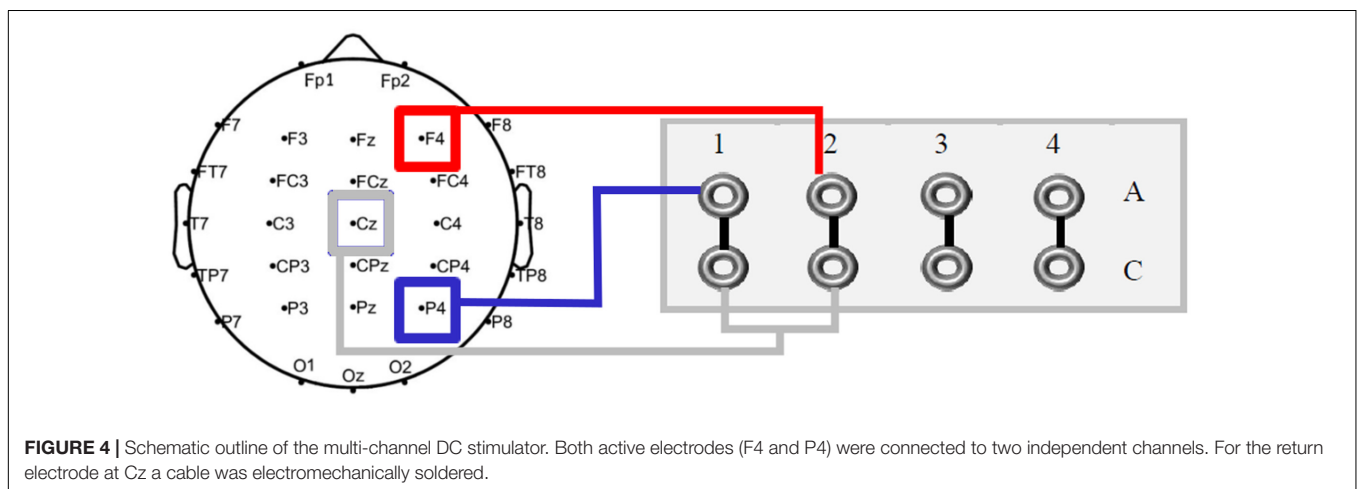 Fp1 Fp2
F7 F3 Fz F4 F8
FT7 FC3 FCz FC4 FT8
T7 C3 Cz C4 T8
TP7 CP3 CPz CP4 TP8
P7 P3 Pz P4 P8
O1 Oz O2
1 2 3 4
A
C
FIGURE 4 | Schematic outline of the multi-channel DC stimulator. Both active electrodes (F4 and P4) were connected to two independent channels. For the return
electrode at Cz a cable was electromechanically soldered.